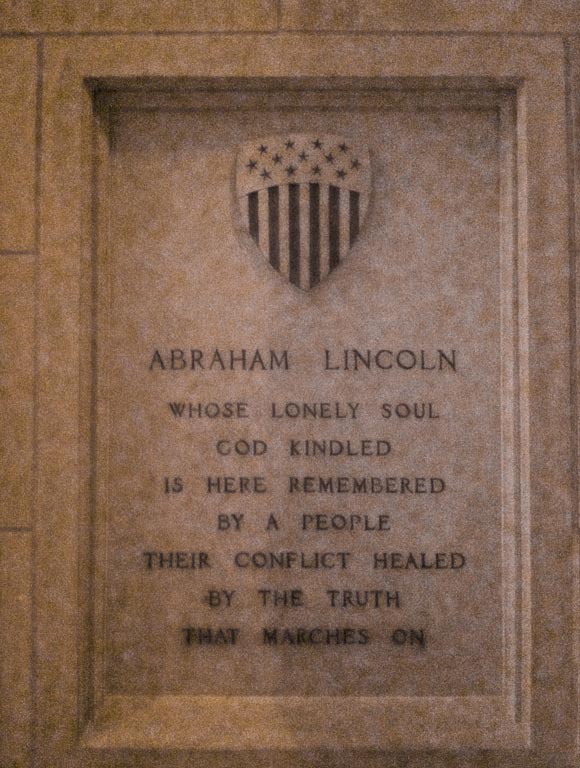 ABRAHAM LINCOLN
WHOSE LONELY SOUL
GOD KINDLED
IS HERE REMEMBERED
BY A PEOPLE
THEIR CONFLICT HEALED
BY THE TRUTH
THAT MARCHES ON